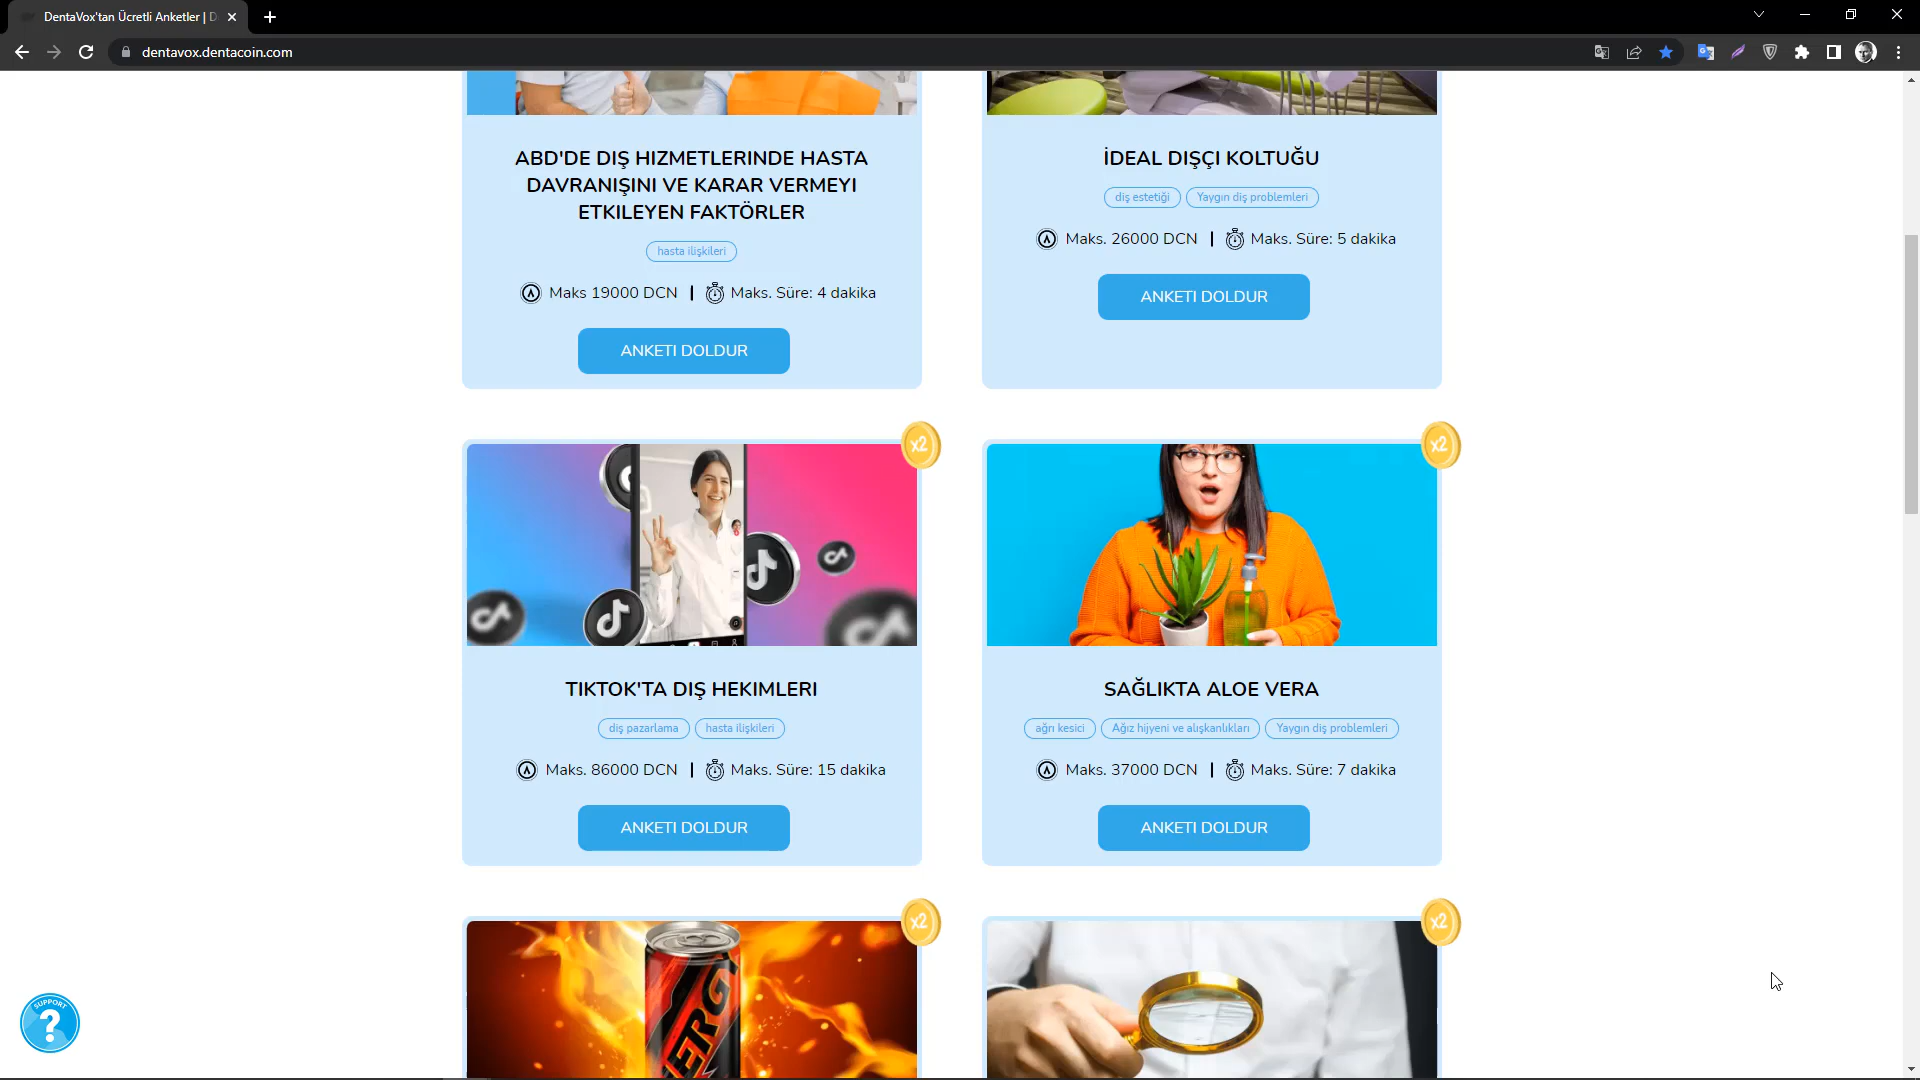 DentaVox'tan Ücretli Anketler | D
dentavox.dentacoin.com
ABD'DE DIŞ HIZMETLERINDE HASTA
DAVRANIŞINI VE KARAR VERMEYI
ETKILEYEN FAKTÖRLER
hasta ilişkileri
Maks 19000 DCN | Maks. Süre: 4 dakika
ANKETI DOLDUR
İDEAL DIŞÇI KOLTUĞU
diş estetiği Yaygın diş problemleri
Maks. 26000 DCN | Maks. Süre: 5 dakika
ANKETI DOLDUR
x2
TIKTOK'TA DIŞ HEKIMLERI
diş pazarlama hasta ilişkileri
Maks. 86000 DCN | Maks. Süre: 15 dakika
ANKETI DOLDUR
x2
SAĞLIKTA ALOE VERA
ağrı kesici Ağız hijyeni ve alışkanlıkları Yaygın diş problemleri
Maks. 37000 DCN | Maks. Süre: 7 dakika
ANKETI DOLDUR
x2
ERG
x2
SUPPORT
?